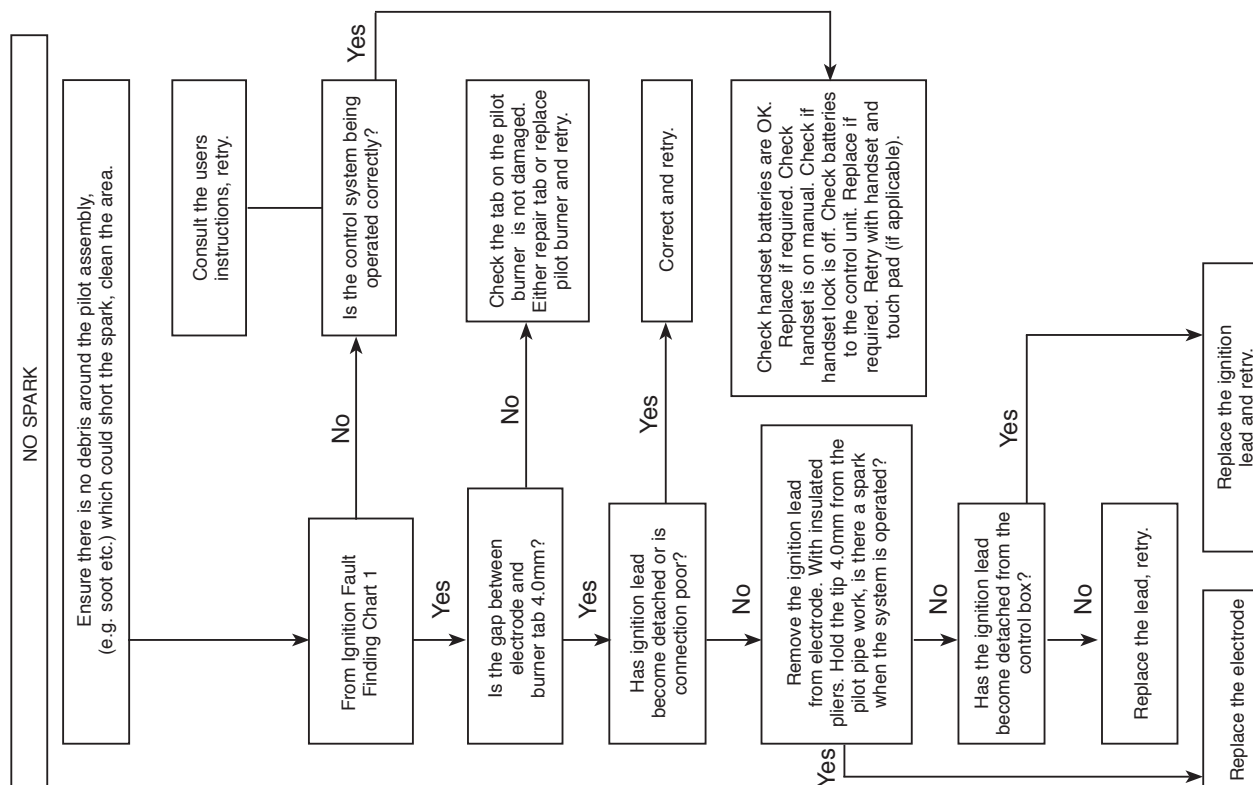 NO SPARK
Ensure there is no debris around the pilot assembly,
(e.g. soot etc.) which could short the spark, clean the area.
Consult the users
instructions, retry.
From Ignition Fault
Finding Chart 1
No
Is the control system being
operated correctly?
Yes
Yes
Is the gap between
electrode and
burner tab 4.0mm?
No
Check the tab on the pilot
burner is not damaged.
Either repair tab or replace
pilot burner and retry.
Yes
Has ignition lead
become detached or is
connection poor?
Yes
Correct and retry.
No
Remove the ignition lead
from electrode. With insulated
pliers. Hold the tip 4.0mm from the
pilot pipe work, is there a spark
when the system is operated?
Check handset batteries are OK.
Replace if required. Check
handset is on manual. Check if
handset lock is off. Check batteries
to the control unit. Replace if
required. Retry with handset and
touch pad (if applicable).
Yes
No
Has the ignition lead
become detached from the
control box?
Yes
No
Replace the lead, retry.
Replace the electrode
Replace the ignition
lead and retry.